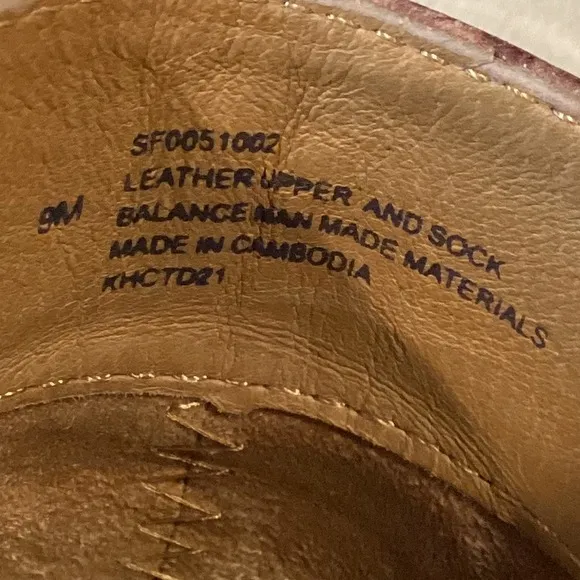 SF0051002
LEATHER UPPER AND SOCK
9M
BALANCE MAN MADE MATERIALS
MADE IN CAMBODIA
KHCTD21